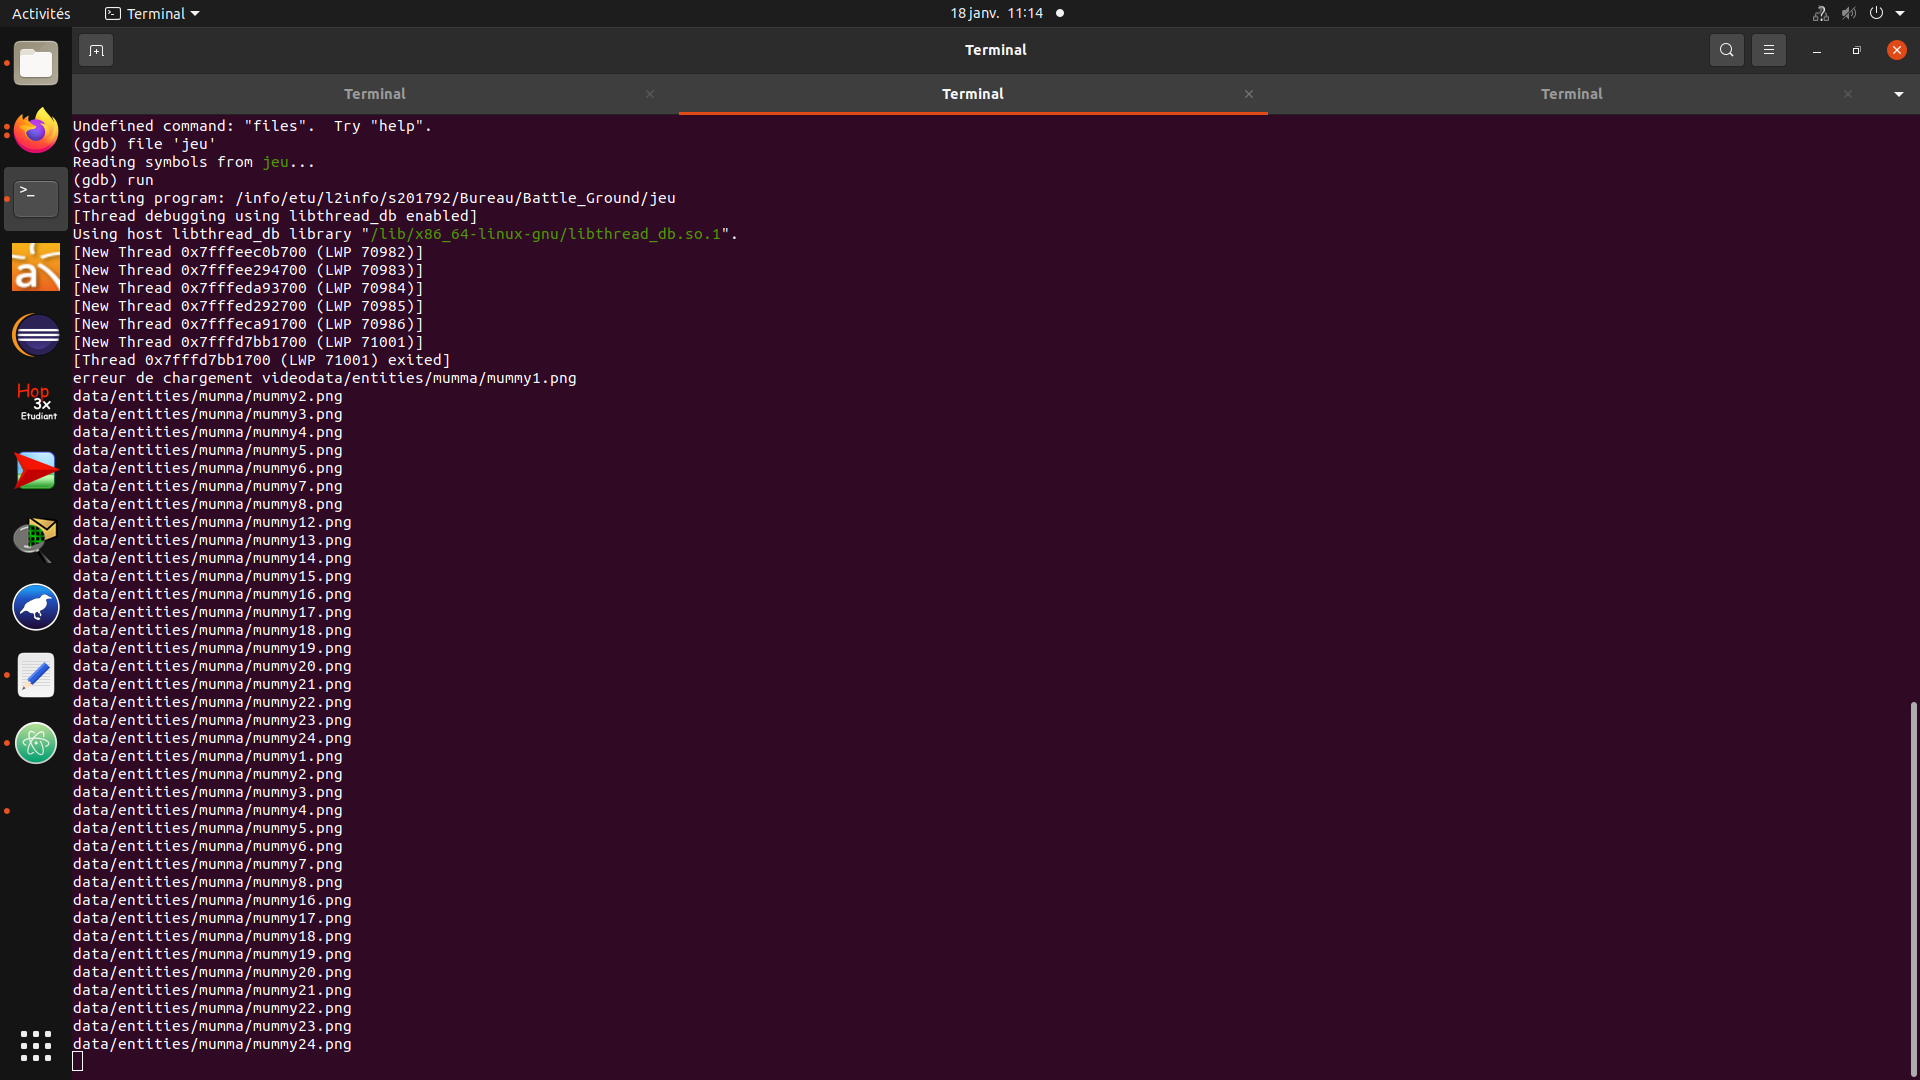 Activités
Terminal
18 janv. 11:14
Terminal
Terminal
Terminal
Terminal
Undefined command: "files".  Try "help".
(gdb) file 'jeu'
Reading symbols from jeu...
(gdb) run
Starting program: /info/etu/l2info/s201792/Bureau/Battle_Ground/jeu
[Thread debugging using libthread_db enabled]
Using host libthread_db library "/lib/x86_64-linux-gnu/libthread_db.so.1".
[New Thread 0x7fffeec0b700 (LWP 70982)]
[New Thread 0x7fffee294700 (LWP 70983)]
[New Thread 0x7fffeda93700 (LWP 70984)]
[New Thread 0x7fffed292700 (LWP 70985)]
[New Thread 0x7fffeca91700 (LWP 70986)]
[New Thread 0x7fffd7bb1700 (LWP 71001)]
[Thread 0x7fffd7bb1700 (LWP 71001) exited]
erreur de chargement videodata/entities/mumma/mummy1.png
data/entities/mumma/mummy2.png
data/entities/mumma/mummy3.png
data/entities/mumma/mummy4.png
data/entities/mumma/mummy5.png
data/entities/mumma/mummy6.png
data/entities/mumma/mummy7.png
data/entities/mumma/mummy8.png
data/entities/mumma/mummy12.png
data/entities/mumma/mummy13.png
data/entities/mumma/mummy14.png
data/entities/mumma/mummy15.png
data/entities/mumma/mummy16.png
data/entities/mumma/mummy17.png
data/entities/mumma/mummy18.png
data/entities/mumma/mummy19.png
data/entities/mumma/mummy20.png
data/entities/mumma/mummy21.png
data/entities/mumma/mummy22.png
data/entities/mumma/mummy23.png
data/entities/mumma/mummy24.png
data/entities/mumma/mummy1.png
data/entities/mumma/mummy2.png
data/entities/mumma/mummy3.png
data/entities/mumma/mummy4.png
data/entities/mumma/mummy5.png
data/entities/mumma/mummy6.png
data/entities/mumma/mummy7.png
data/entities/mumma/mummy8.png
data/entities/mumma/mummy16.png
data/entities/mumma/mummy17.png
data/entities/mumma/mummy18.png
data/entities/mumma/mummy19.png
data/entities/mumma/mummy20.png
data/entities/mumma/mummy21.png
data/entities/mumma/mummy22.png
data/entities/mumma/mummy23.png
data/entities/mumma/mummy24.png
>_
a
Hop
3x
Etudiant